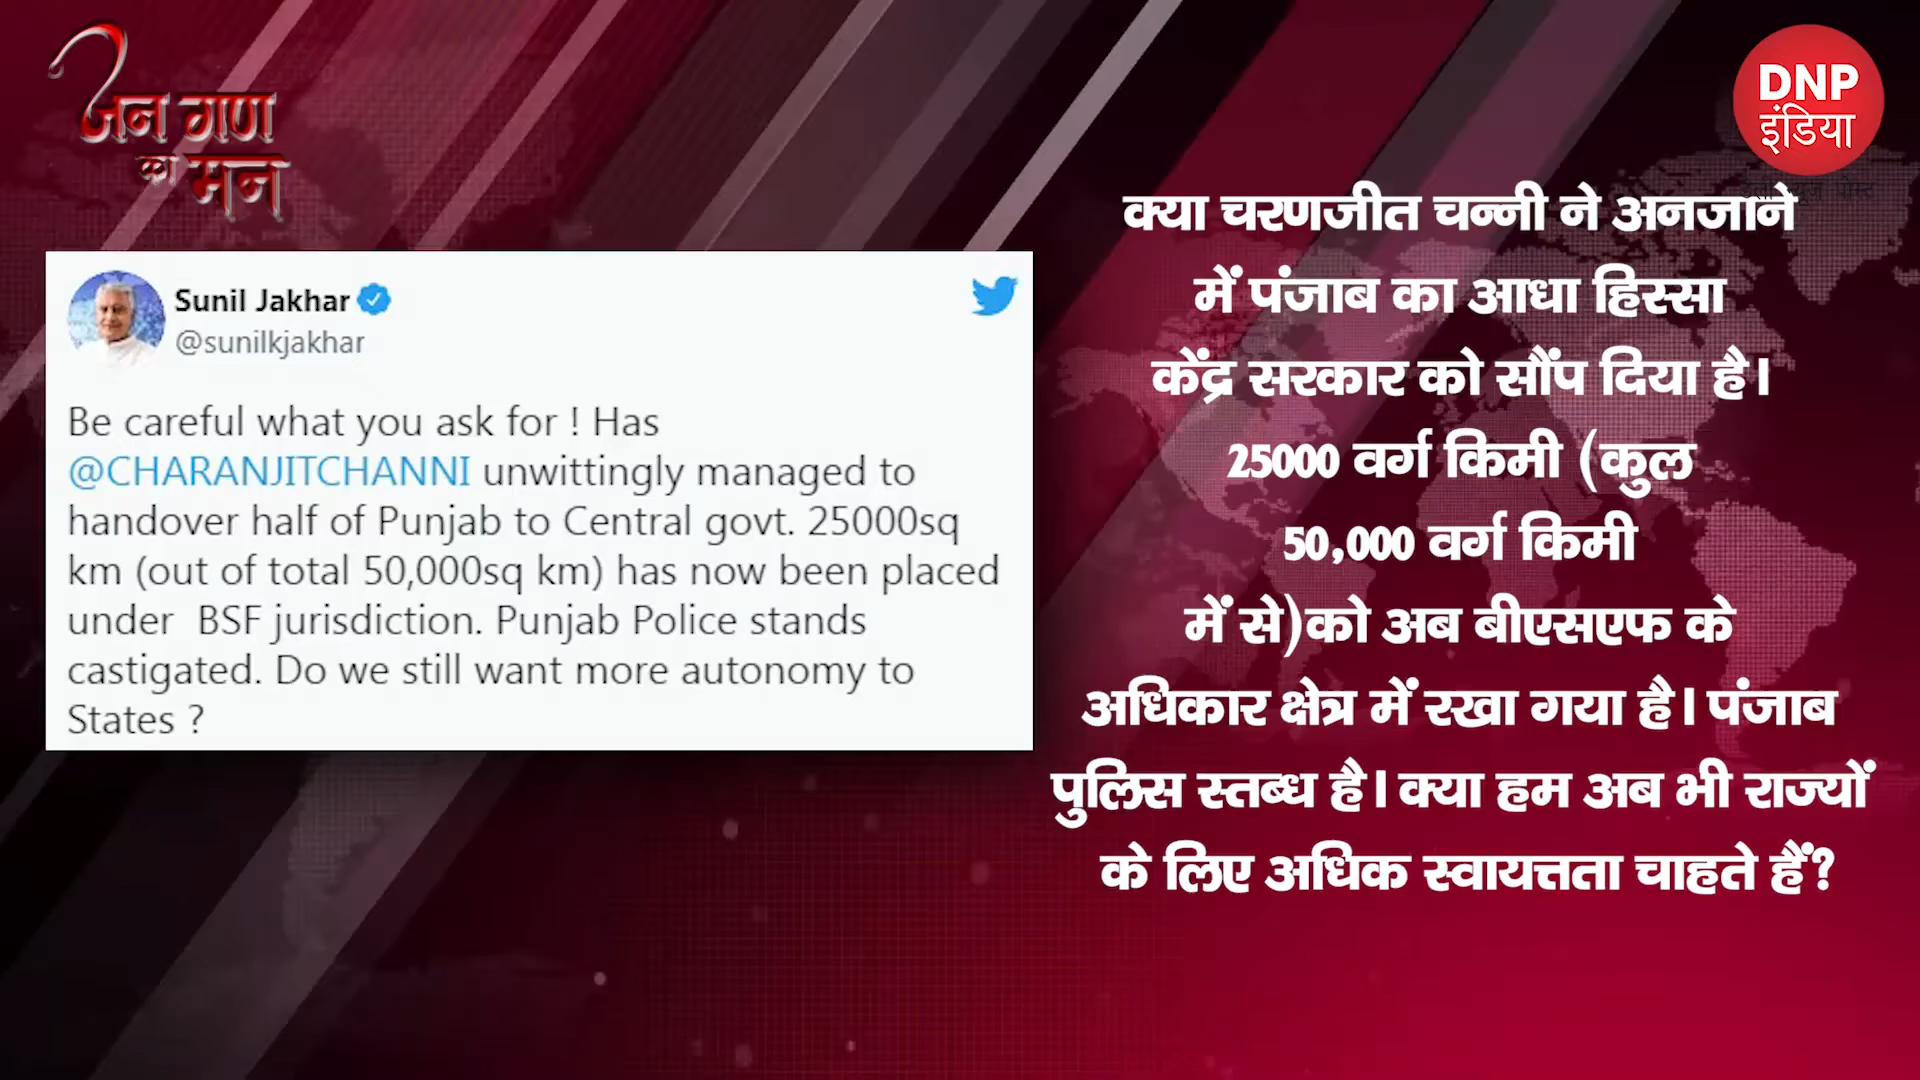 जन गण
का मन
DNP
इंडिया
Sunil Jakhar
@sunilkjakhar
Be careful what you ask for ! Has
@CHARANJITCHANNI unwittingly managed to
handover half of Punjab to Central govt. 25000sq
km (out of total 50,000sq km) has now been placed
under BSF jurisdiction. Punjab Police stands
castigated. Do we still want more autonomy to
States ?
क्या चरणजीत चन्नी ने अनजाने
में पंजाब का आधा हिस्सा
केंद्र सरकार को सौंप दिया है।
25000 वर्ग किमी (कुल
50,000 वर्ग किमी
में से)को अब बीएसएफ के
अधिकार क्षेत्र में रखा गया है। पंजाब
पुलिस स्तब्ध है। क्या हम अब भी राज्यों
के लिए अधिक स्वायत्तता चाहते हैं?